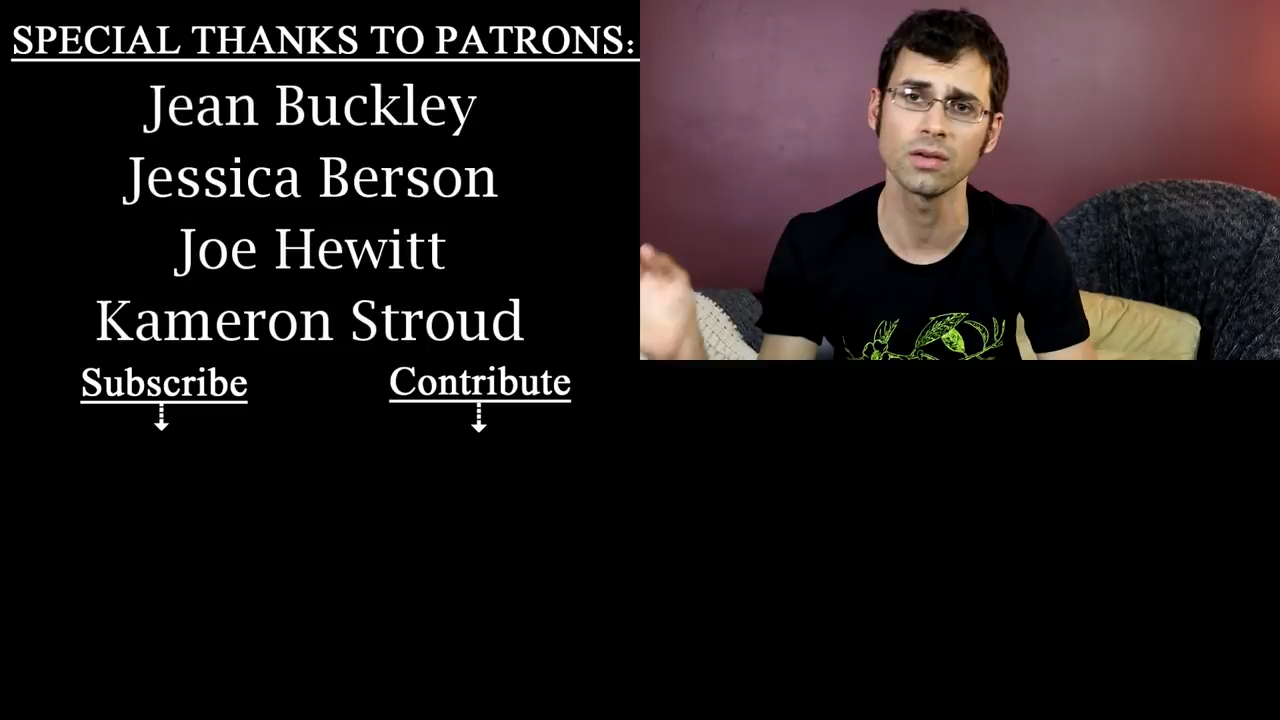 SPECIAL THANKS TO PATRONS:
Jean Buckley
Jessica Berson
Joe Hewitt
Kameron Stroud
Subscribe
Contribute